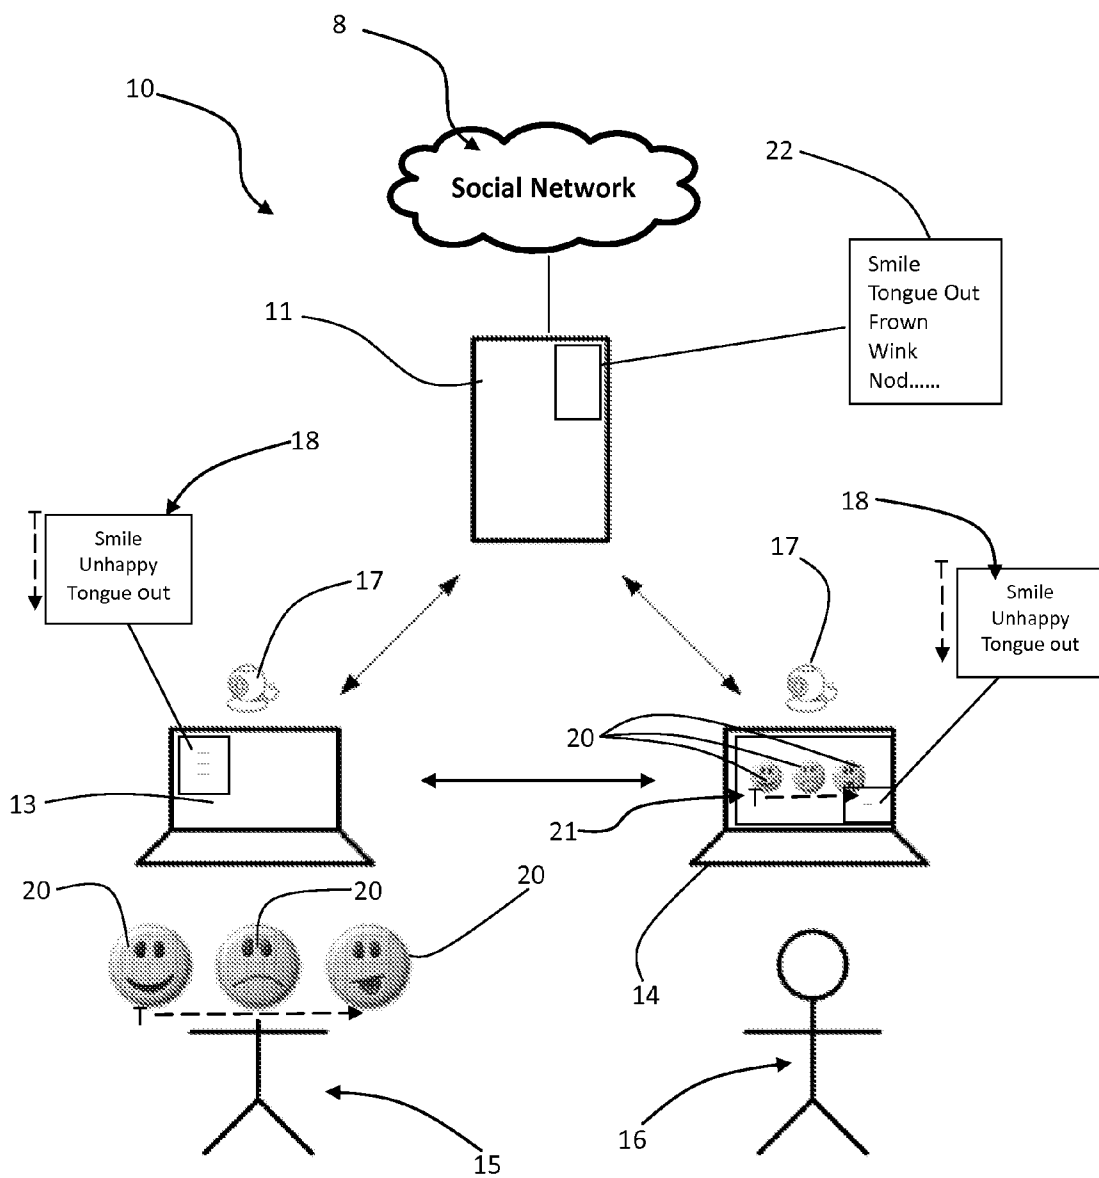 8
10
Social Network
22
Smile
Tongue Out
Frown
Wink
Nod......
11
18
T
Smile
Unhappy
Tongue out
17
18
T
Smile
Unhappy
Tongue out
17
20
13
21
T
20
20
20
14
T
15
16